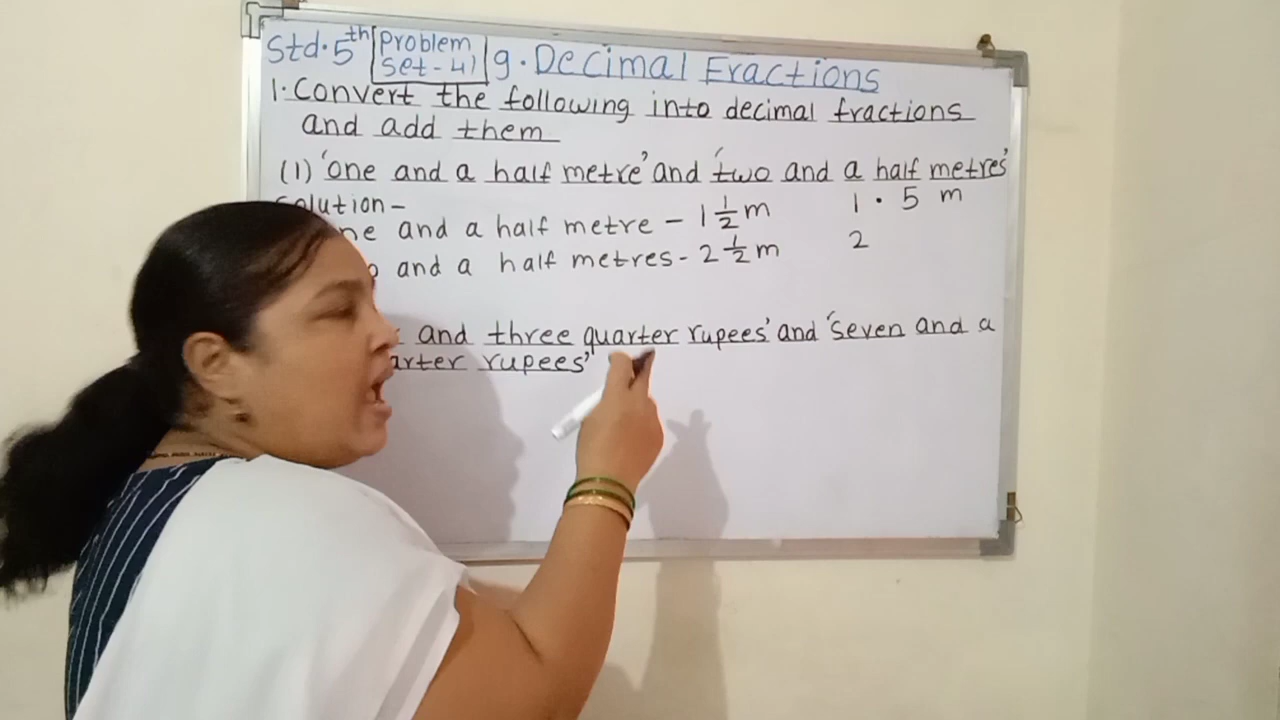 Std. 5th Problem Set-41 9. Decimal Fractions
1. Convert the following into decimal fractions
and add them
(1) 'one and a half metre' and 'two and a half metres'
solution-
and a half metre - 1 1/2 m 1.5 m
and a half metres - 2 1/2 m 2
and three quarter rupees' and 'seven and a
rupees'